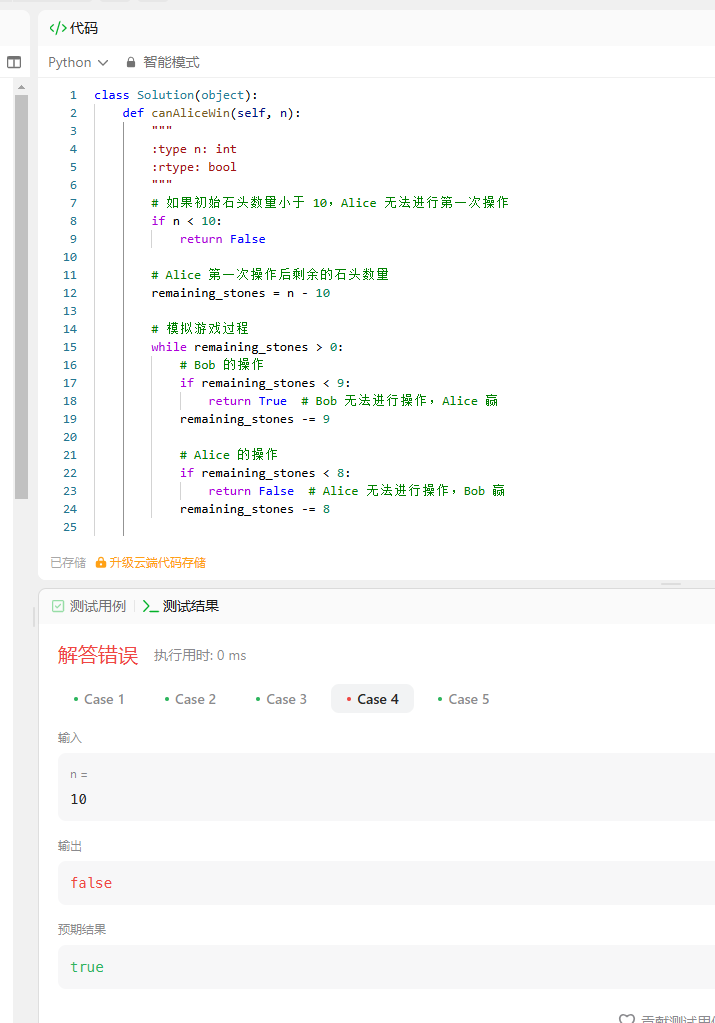 </>代码
Python 智能模式
1 class Solution(object):
2 def canAliceWin(self, n):
3 """
4 :type n: int
5 :rtype: bool
6 """
7 # 如果初始石头数量小于 10，Alice 无法进行第一次操作
8 if n < 10:
9 return False
10
11 # Alice 第一次操作后剩余的石头数量
12 remaining_stones = n - 10
13
14 # 模拟游戏过程
15 while remaining_stones > 0:
16 # Bob 的操作
17 if remaining_stones < 9:
18 return True # Bob 无法进行操作，Alice 赢
19 remaining_stones -= 9
20
21 # Alice 的操作
22 if remaining_stones < 8:
23 return False # Alice 无法进行操作，Bob 赢
24 remaining_stones -= 8
25
已存储 升级云端代码存储
测试用例 >_ 测试结果
解答错误 执行用时: 0 ms
Case 1 Case 2 Case 3 Case 4 Case 5
输入
n =
10
输出
false
预期结果
true
贡献测试用